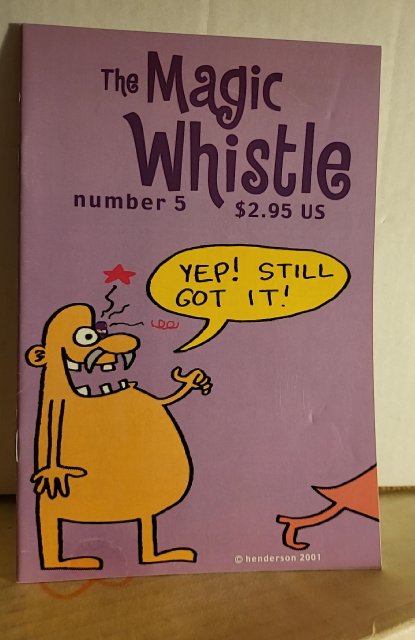 The Magic
Whistle
number 5 $2.95 US
YEP! STILL
GOT IT!
© henderson 2001